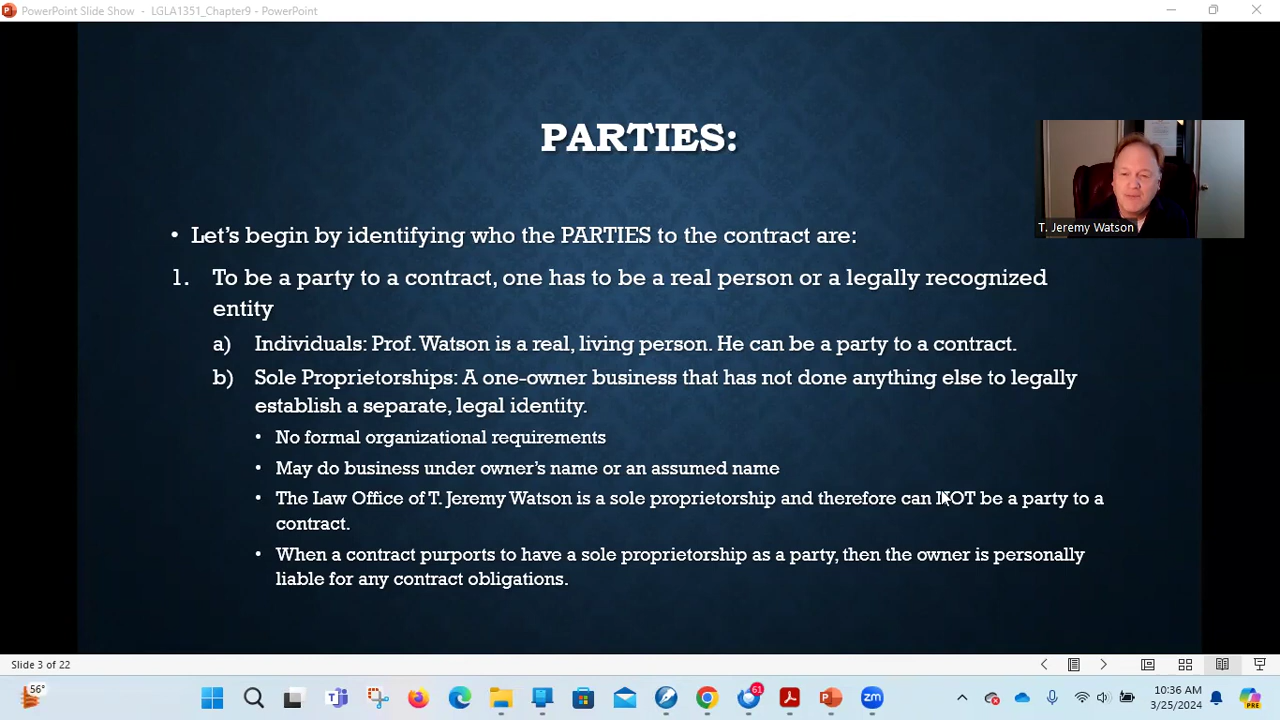 PowerPoint Slide Show - LGLA1351_Chapter9 - PowerPoint
PARTIES:
T. Jeremy Watson
• Let's begin by identifying who the PARTIES to the contract are:
1. To be a party to a contract, one has to be a real person or a legally recognized
entity
a) Individuals: Prof. Watson is a real, living person. He can be a party to a contract.
b) Sole Proprietorships: A one-owner business that has not done anything else to legally
establish a separate, legal identity.
• No formal organizational requirements
• May do business under owner's name or an assumed name
• The Law Office of T. Jeremy Watson is a sole proprietorship and therefore can NOT be a party to a
contract.
• When a contract purports to have a sole proprietorship as a party, then the owner is personally
liable for any contract obligations.
Slide 3 of 22
56°
61
zm
10:36 AM
3/25/2024
PRE